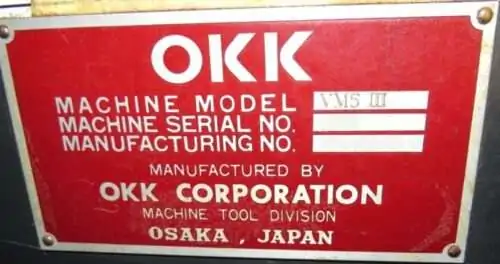 OKK
MACHINE MODEL VM5 III
MACHINE SERIAL NO.
MANUFACTURING NO.
MANUFACTURED BY
OKK CORPORATION
MACHINE TOOL DIVISION
OSAKA, JAPAN